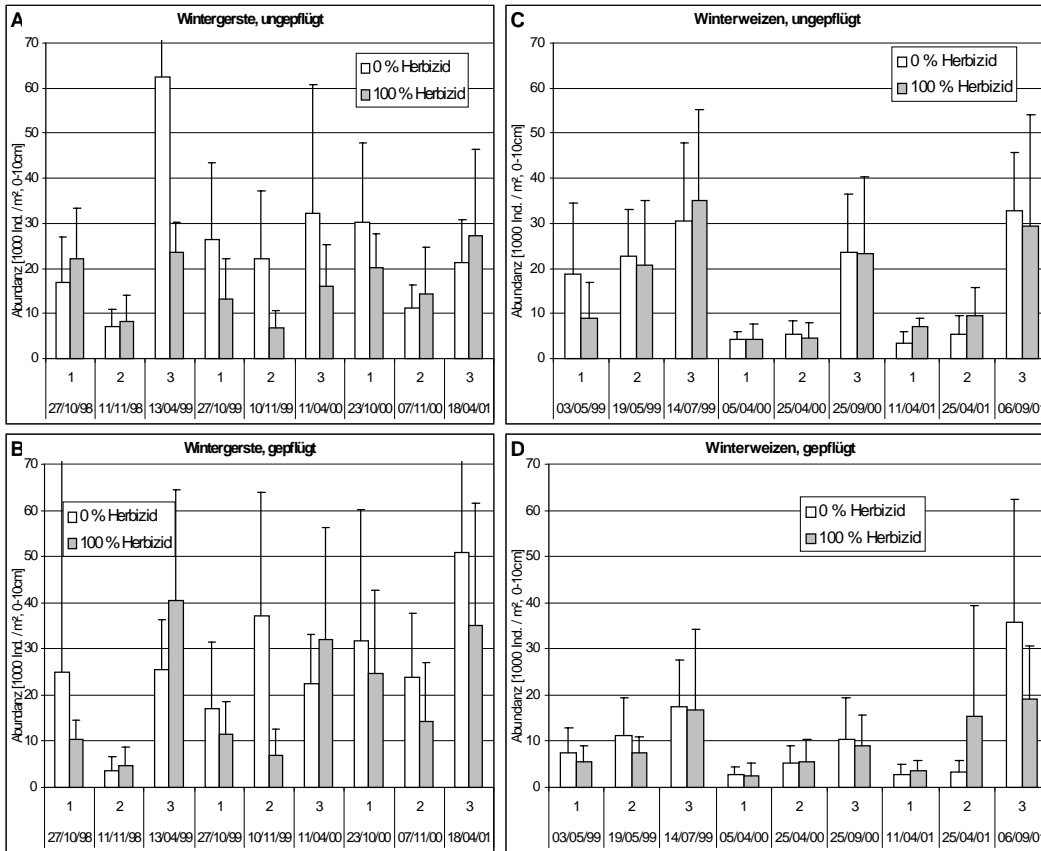 A
Wintergerste, ungepflügt
Abundanz [1000 Ind. / m², 0-10cm]
70
60
50
40
30
20
10
0
0 % Herbizid
100 % Herbizid
1 2 3 1 2 3 1 2 3
27/10/98 11/11/98 13/04/99 27/10/99 10/11/99 11/04/00 23/10/00 07/11/00 18/04/01
C
Winterweizen, ungepflügt
Abundanz [1000 Ind. / m², 0-10cm]
70
60
50
40
30
20
10
0
0 % Herbizid
100 % Herbizid
1 2 3 1 2 3 1 2 3
03/05/99 19/05/99 14/07/99 05/04/00 25/04/00 25/09/00 11/04/01 25/04/01 06/09/01
B
Wintergerste, gepflügt
Abundanz [1000 Ind. / m², 0-10cm]
70
60
50
40
30
20
10
0
0 % Herbizid
100 % Herbizid
1 2 3 1 2 3 1 2 3
27/10/98 11/11/98 13/04/99 27/10/99 10/11/99 11/04/00 23/10/00 07/11/00 18/04/01
D
Winterweizen, gepflügt
Abundanz [1000 Ind. / m², 0-10cm]
70
60
50
40
30
20
10
0
0 % Herbizid
100 % Herbizid
1 2 3 1 2 3 1 2 3
03/05/99 19/05/99 14/07/99 05/04/00 25/04/00 25/09/00 11/04/01 25/04/01 06/09/01